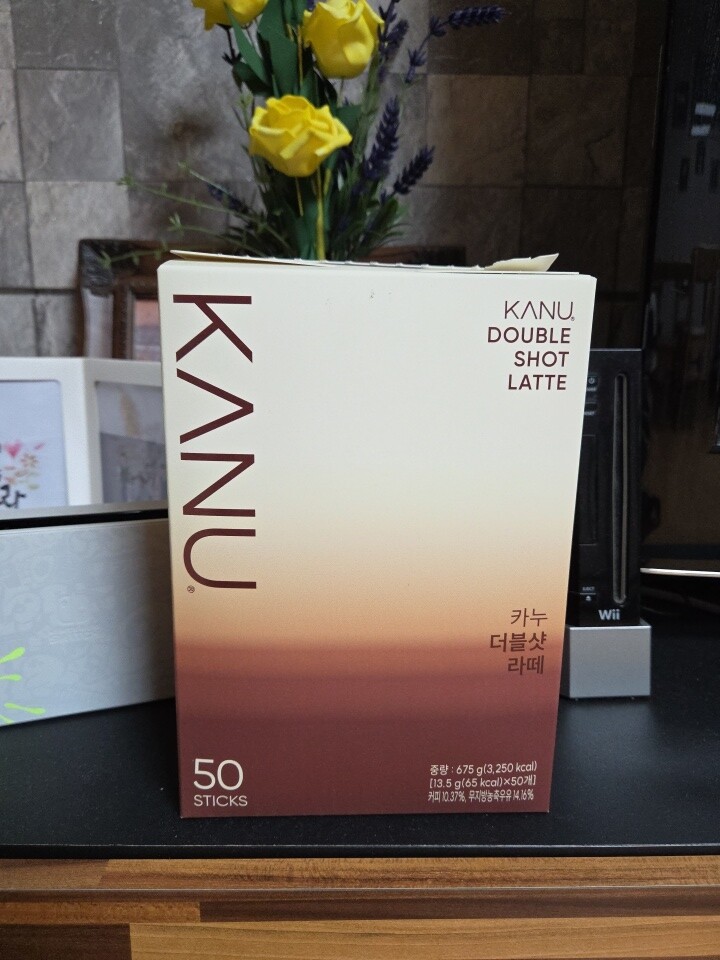 KANU®
KANU®
DOUBLE
SHOT
LATTE
카누
더블샷
라떼
50
STICKS
중량 : 675 g(3,250 kcal)
[13.5 g(65 kcal)×50개]
커피 10.37%, 무지방농축우유 14.16%
EJECT
Wii